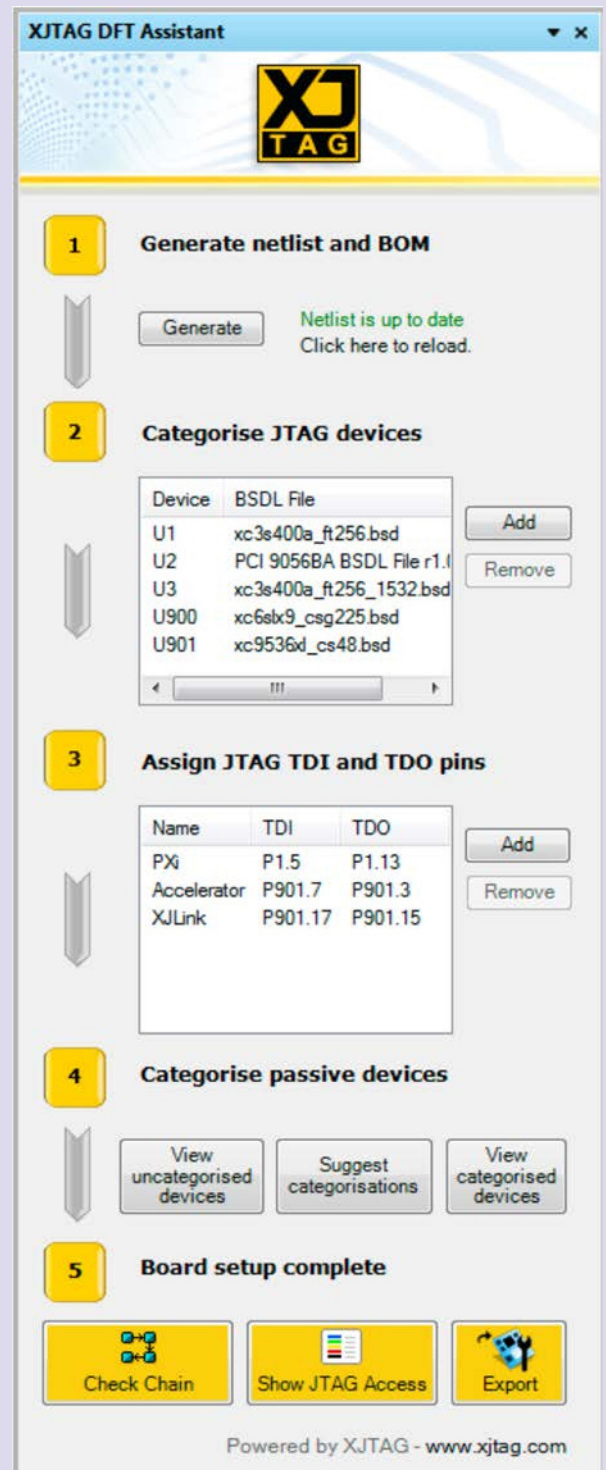 XJTAG DFT Assistant
XJ
TAG
1 Generate netlist and BOM
Generate
Netlist is up to date
Click here to reload.
2 Categorise JTAG devices
Device BSDL File
U1 xc3s400a_ft256.bsd
U2 PCI 9056BA BSDL File r1.
U3 xc3s400a_ft256_1532.bsd
U900 xc6slx9_csg225.bsd
U901 xc9536xl_cs48.bsd
Add
Remove
3 Assign JTAG TDI and TDO pins
Name TDI TDO
PXi P1.5 P1.13
Accelerator P901.7 P901.3
XJLink P901.17 P901.15
Add
Remove
4 Categorise passive devices
View
uncategorised
devices
Suggest
categorisations
View
categorised
devices
5 Board setup complete
Check Chain
Show JTAG Access
Export
Powered by XJTAG - www.xjtag.com